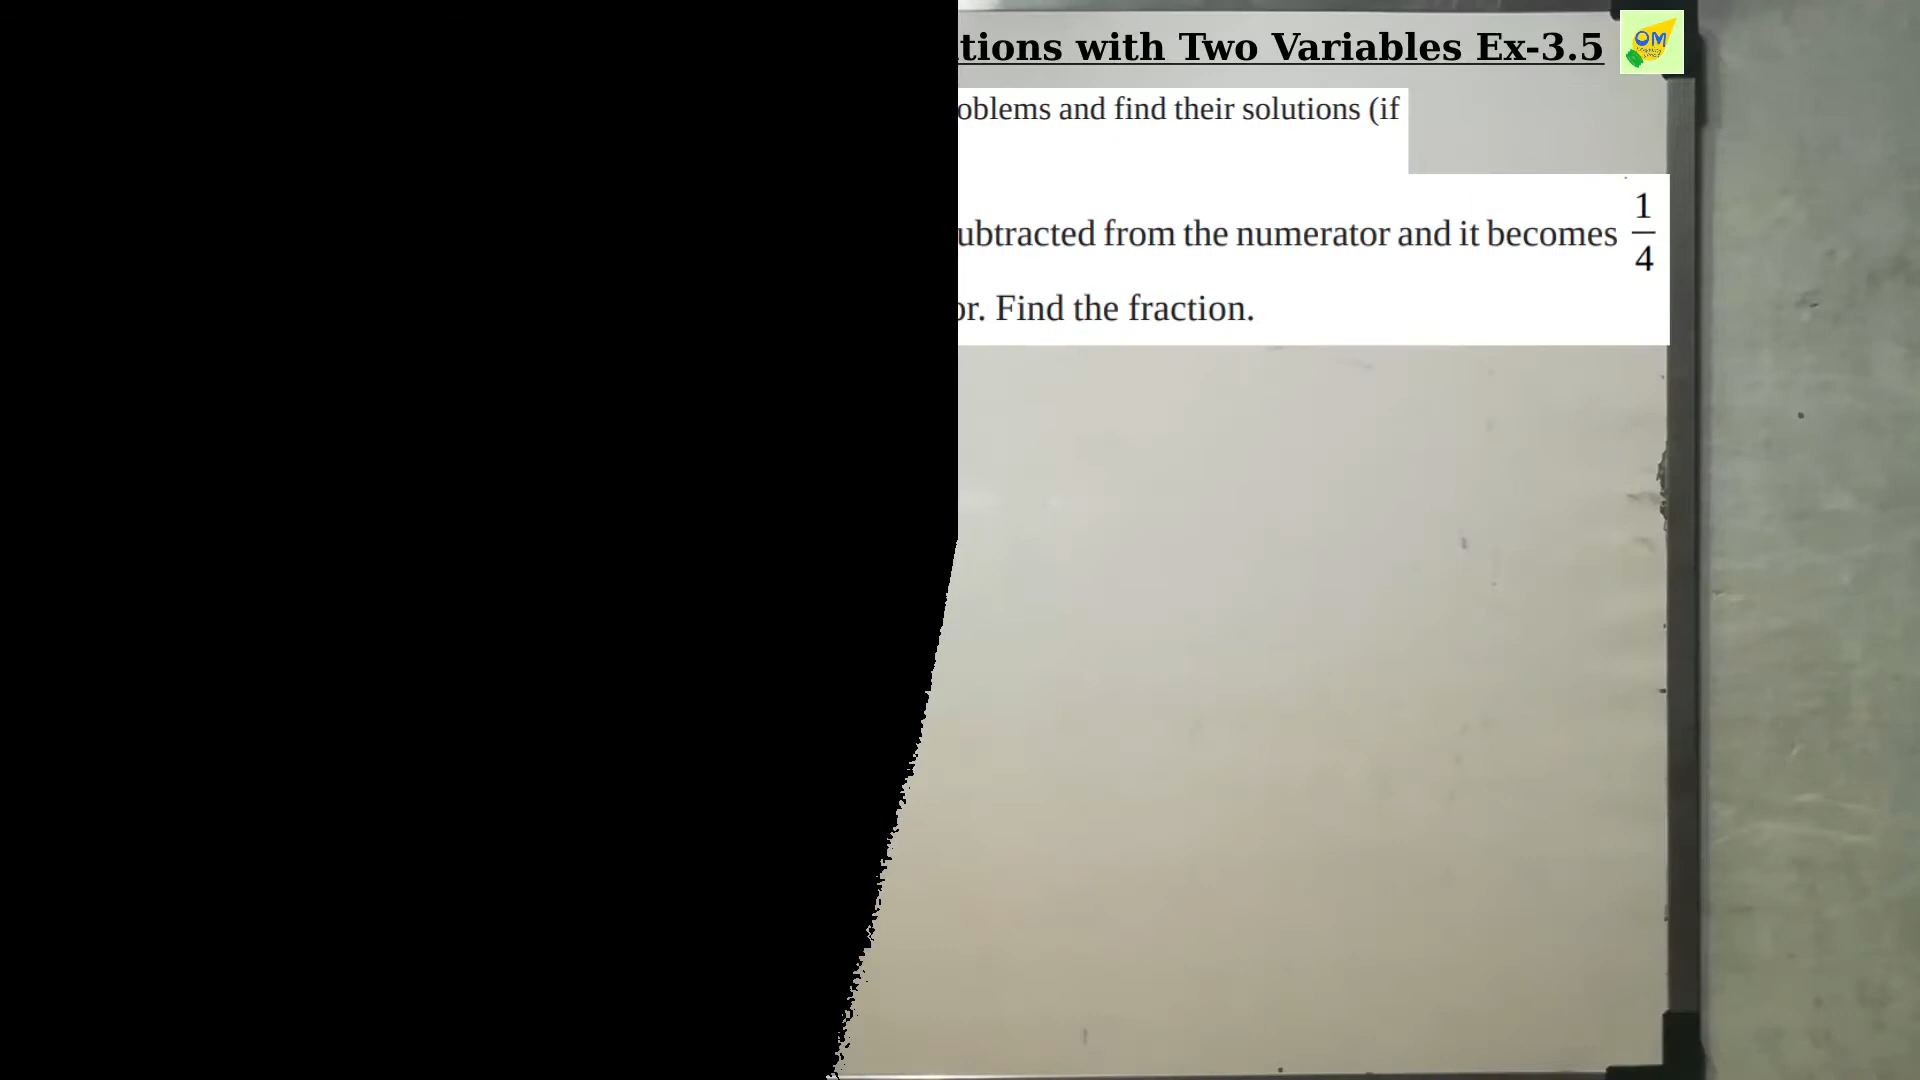 tions with Two Variables Ex-3.5
OM
oblems and find their solutions (if
ubtracted from the numerator and it becomes 1/4
or. Find the fraction.